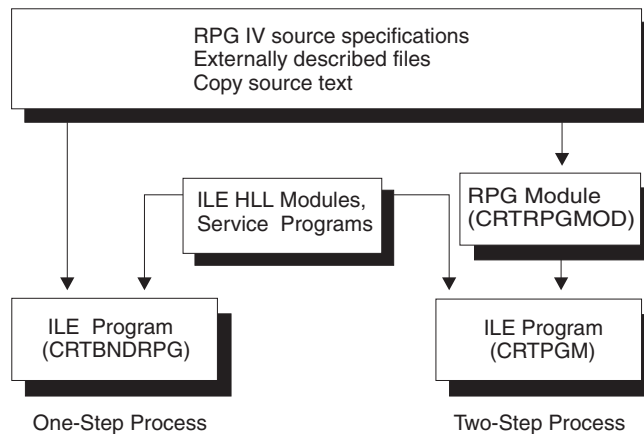 RPG IV source specifications
Externally described files
Copy source text
ILE HLL Modules,
Service Programs
RPG Module
(CRTRPGMOD)
ILE Program
(CRTBNDRPG)
ILE Program
(CRTPGM)
One-Step Process
Two-Step Process